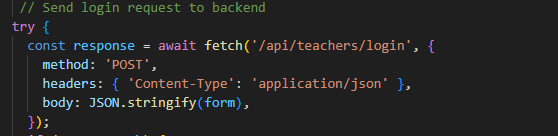 // Send login request to backend
try {
const response = await fetch('/api/teachers/login', {
method: 'POST',
headers: { 'Content-Type': 'application/json' },
body: JSON.stringify(form),
});